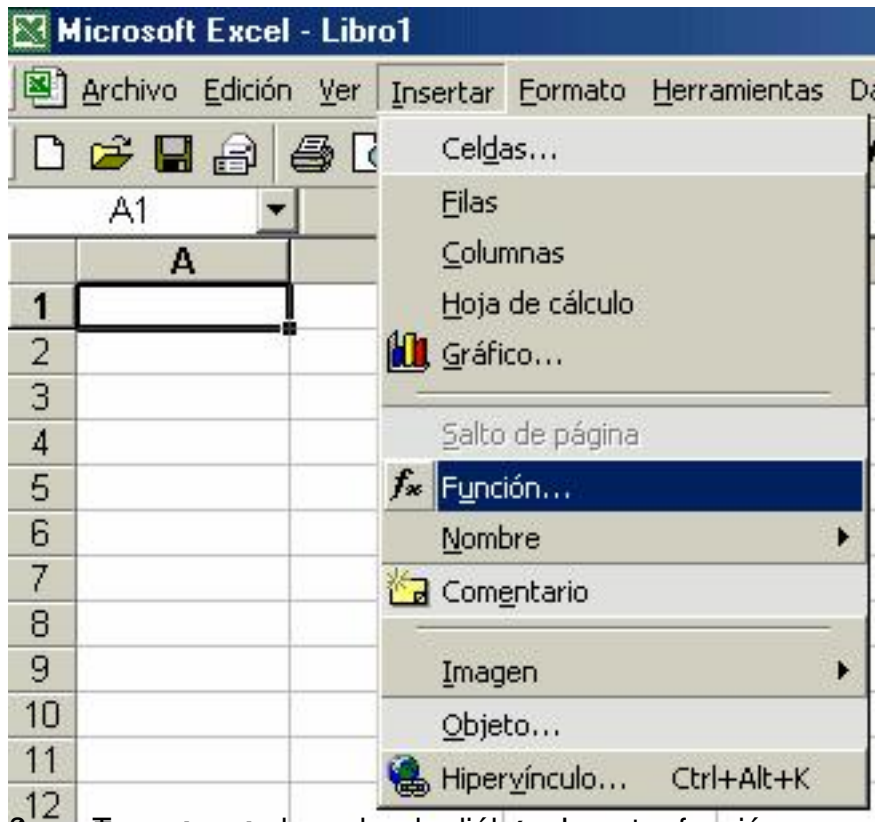 Microsoft Excel - Libro1
Archivo Edición Ver Insertar Formato Herramientas
A1
A
1
2
3
4
5
6
7
8
9
10
11
12
Celdas...
Filas
Columnas
Hoja de cálculo
Gráfico...
Salto de página
Función...
Nombre
Comentario
Imagen
Objeto...
Hipervínculo... Ctrl+Alt+K